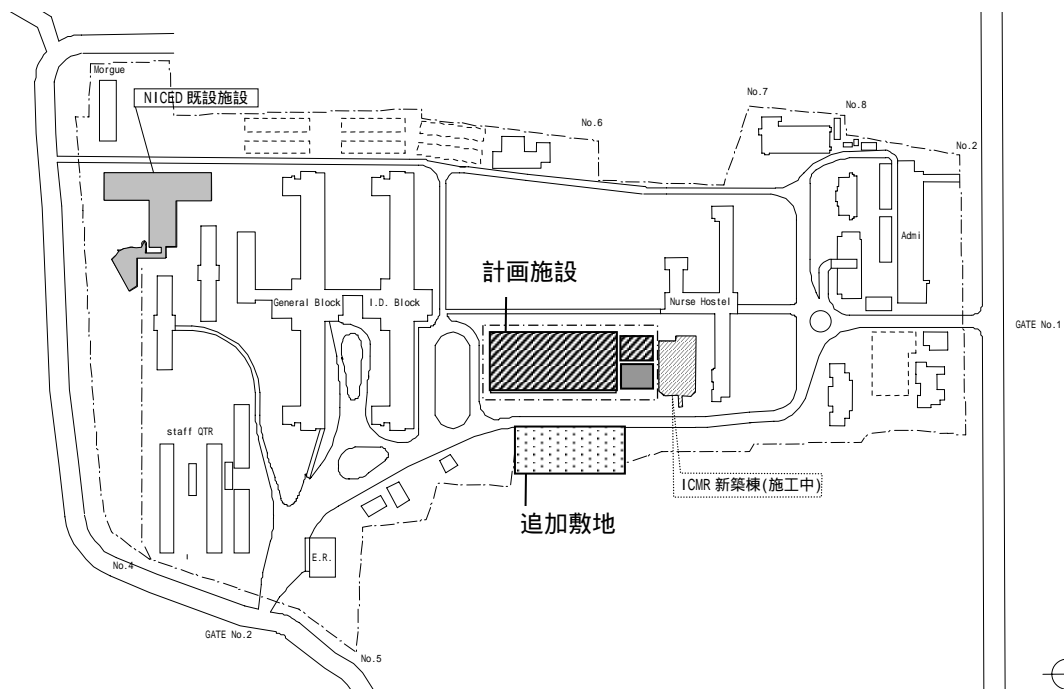 Morgue
NICED 既設施設
No.7
No.8
No.6
No.2
Admi
計画施設
General Block
I.D. Block
Nurse Hostel
GATE No.1
staff QTR
ICMR 新築棟(施工中)
追加敷地
E.R.
No.4
GATE No.2
No.5